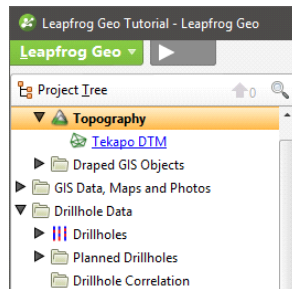 Leapfrog Geo Tutorial - Leapfrog Geo
Leapfrog Geo
Project Tree 0
Topography
Tekapo DTM
Draped GIS Objects
GIS Data, Maps and Photos
Drillhole Data
Drillholes
Planned Drillholes
Drillhole Correlation